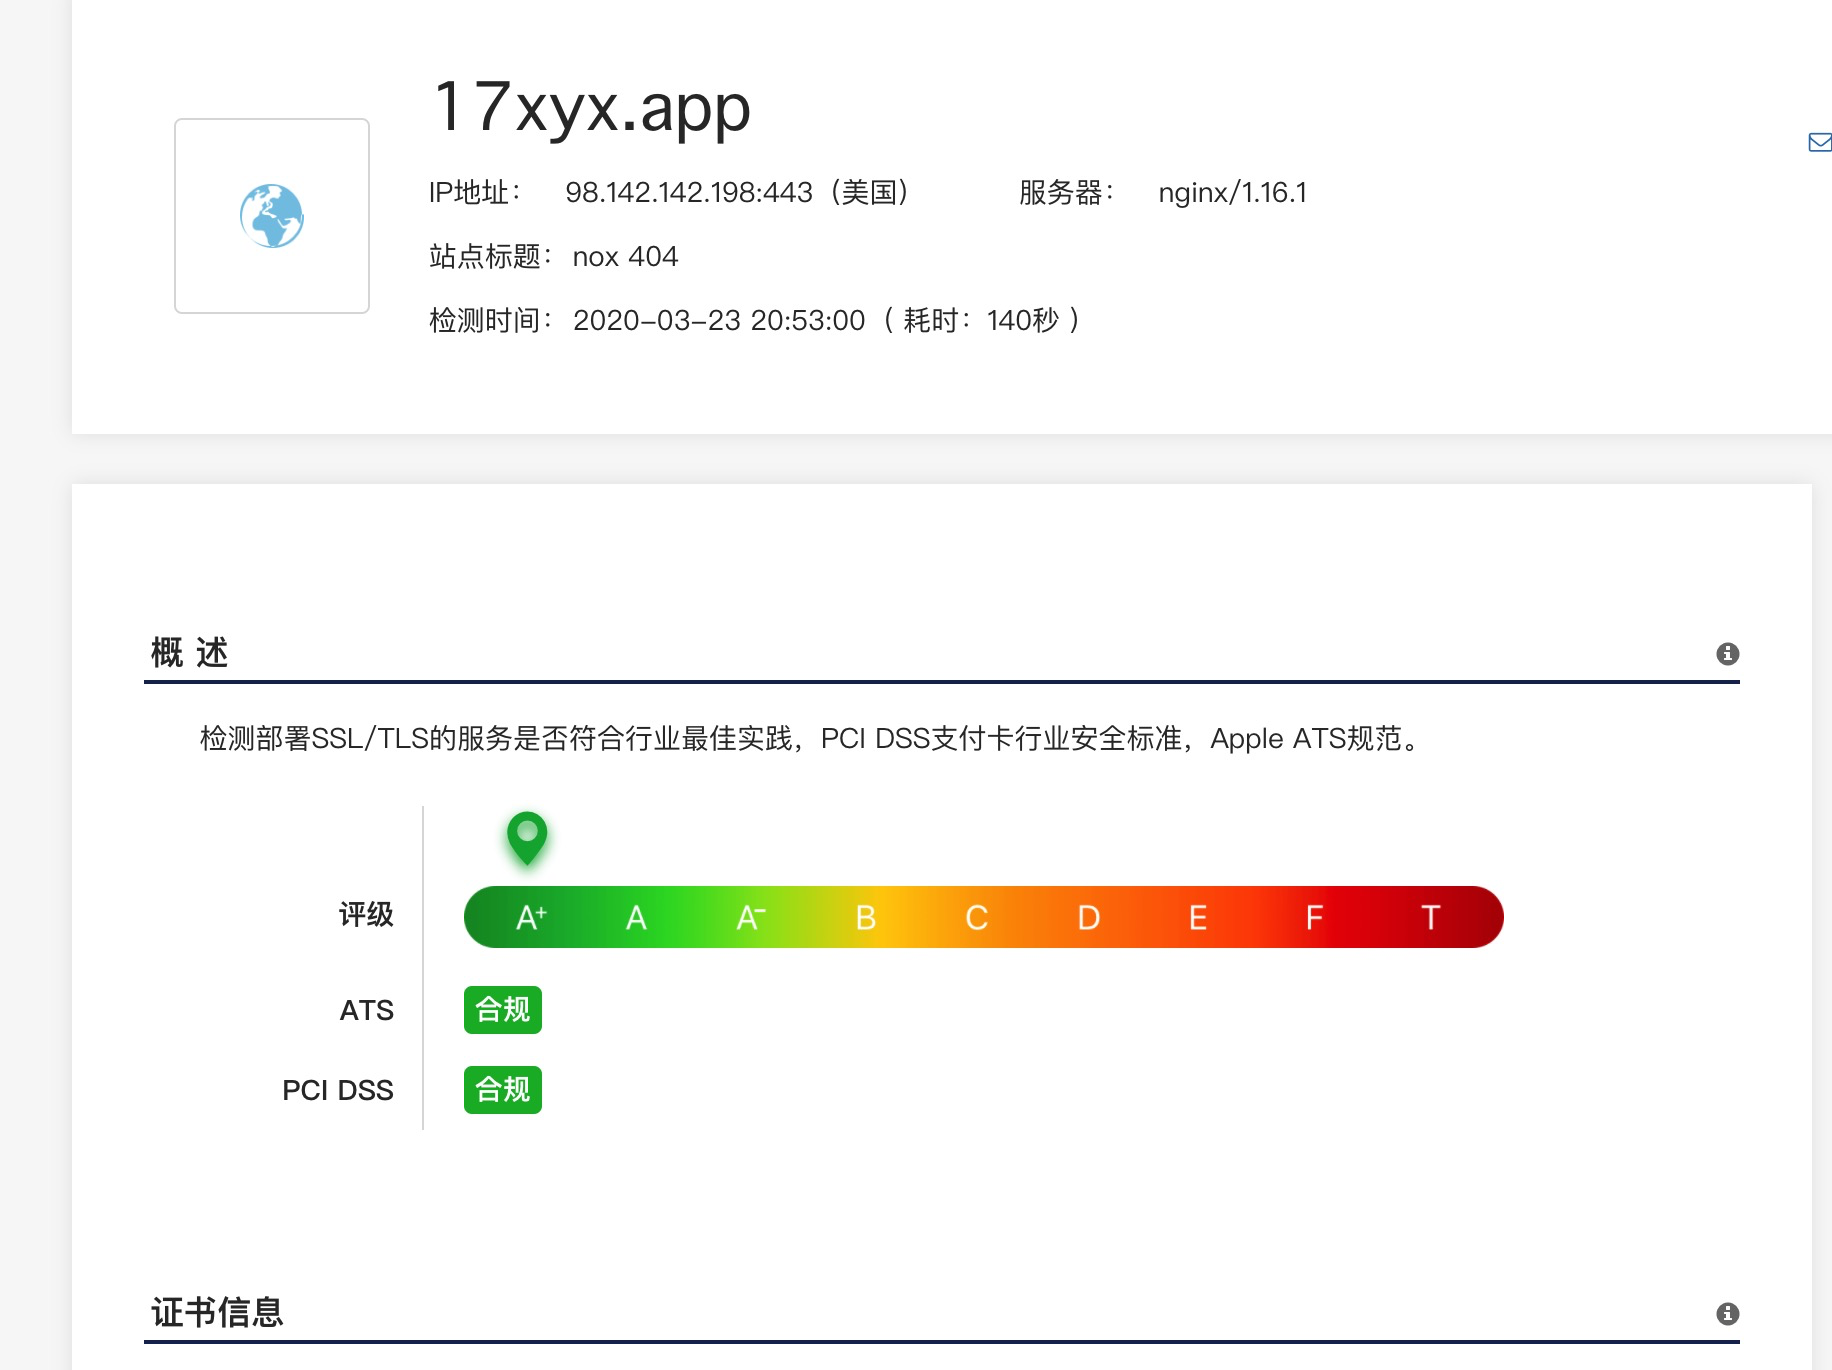 17xyx.app
IP地址： 98.142.142.198:443（美国） 服务器： nginx/1.16.1
站点标题： nox 404
检测时间： 2020-03-23 20:53:00（ 耗时：140秒 ）
概 述
检测部署SSL/TLS的服务是否符合行业最佳实践，PCI DSS支付卡行业安全标准，Apple ATS规范。
评级 A+ A A- B C D E F T
ATS 合规
PCI DSS 合规
证书信息